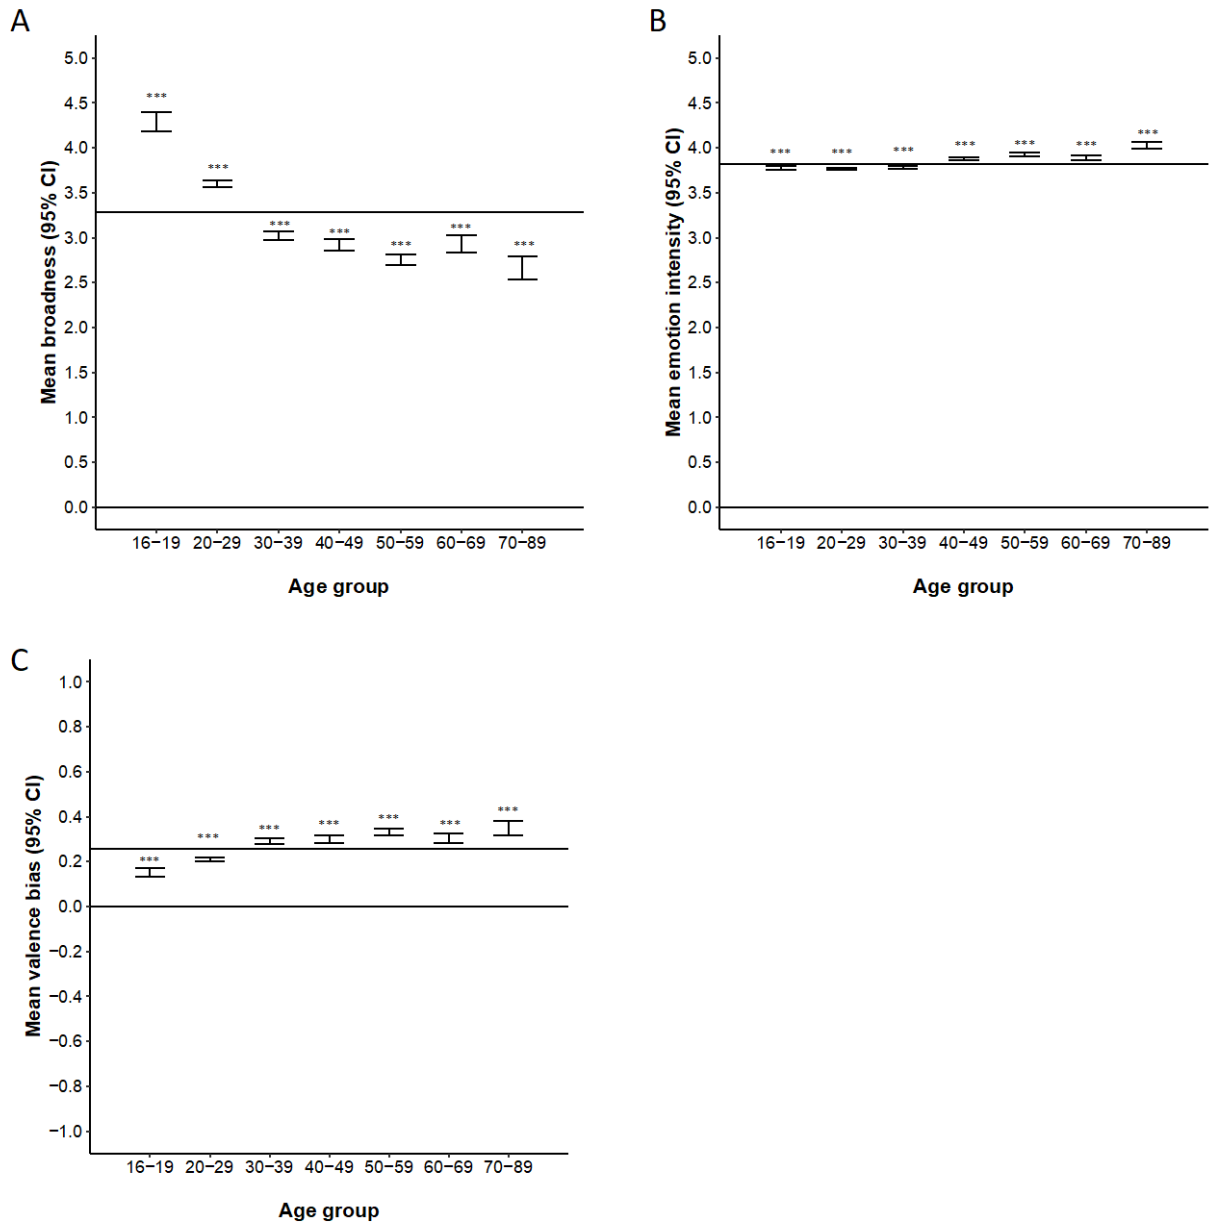 A
Mean broadness (95% CI)
5.0
4.5
4.0
3.5
3.0
2.5
2.0
1.5
1.0
0.5
0.0
*** *** *** *** *** *** ***
16−19 20−29 30−39 40−49 50−59 60−69 70−89
Age group
B
Mean emotion intensity (95% CI)
5.0
4.5
4.0
3.5
3.0
2.5
2.0
1.5
1.0
0.5
0.0
*** *** *** *** *** *** ***
16−19 20−29 30−39 40−49 50−59 60−69 70−89
Age group
C
Mean valence bias (95% CI)
1.0
0.8
0.6
0.4
0.2
0.0
−0.2
−0.4
−0.6
−0.8
−1.0
*** *** *** *** *** *** ***
16−19 20−29 30−39 40−49 50−59 60−69 70−89
Age group